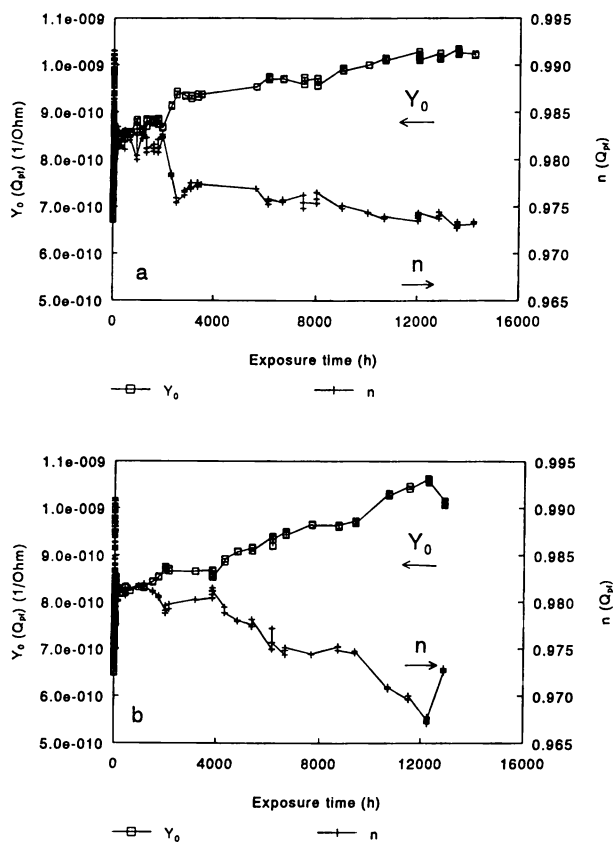 1.1e-009
1.0e-009
9.0e-010
8.0e-010
7.0e-010
6.0e-010
5.0e-010
Y₀ (Q_pf) (1/Ohm)
0.995
0.990
0.985
0.980
0.975
0.970
0.965
n (Q_pf)
Y₀
n
a
0 4000 8000 12000 16000
Exposure time (h)
Y₀ n
1.1e-009
1.0e-009
9.0e-010
8.0e-010
7.0e-010
6.0e-010
5.0e-010
Y₀ (Q_pf) (1/Ohm)
0.995
0.990
0.985
0.980
0.975
0.970
0.965
n (Q_pf)
Y₀
n
b
0 4000 8000 12000 16000
Exposure time (h)
Y₀ n